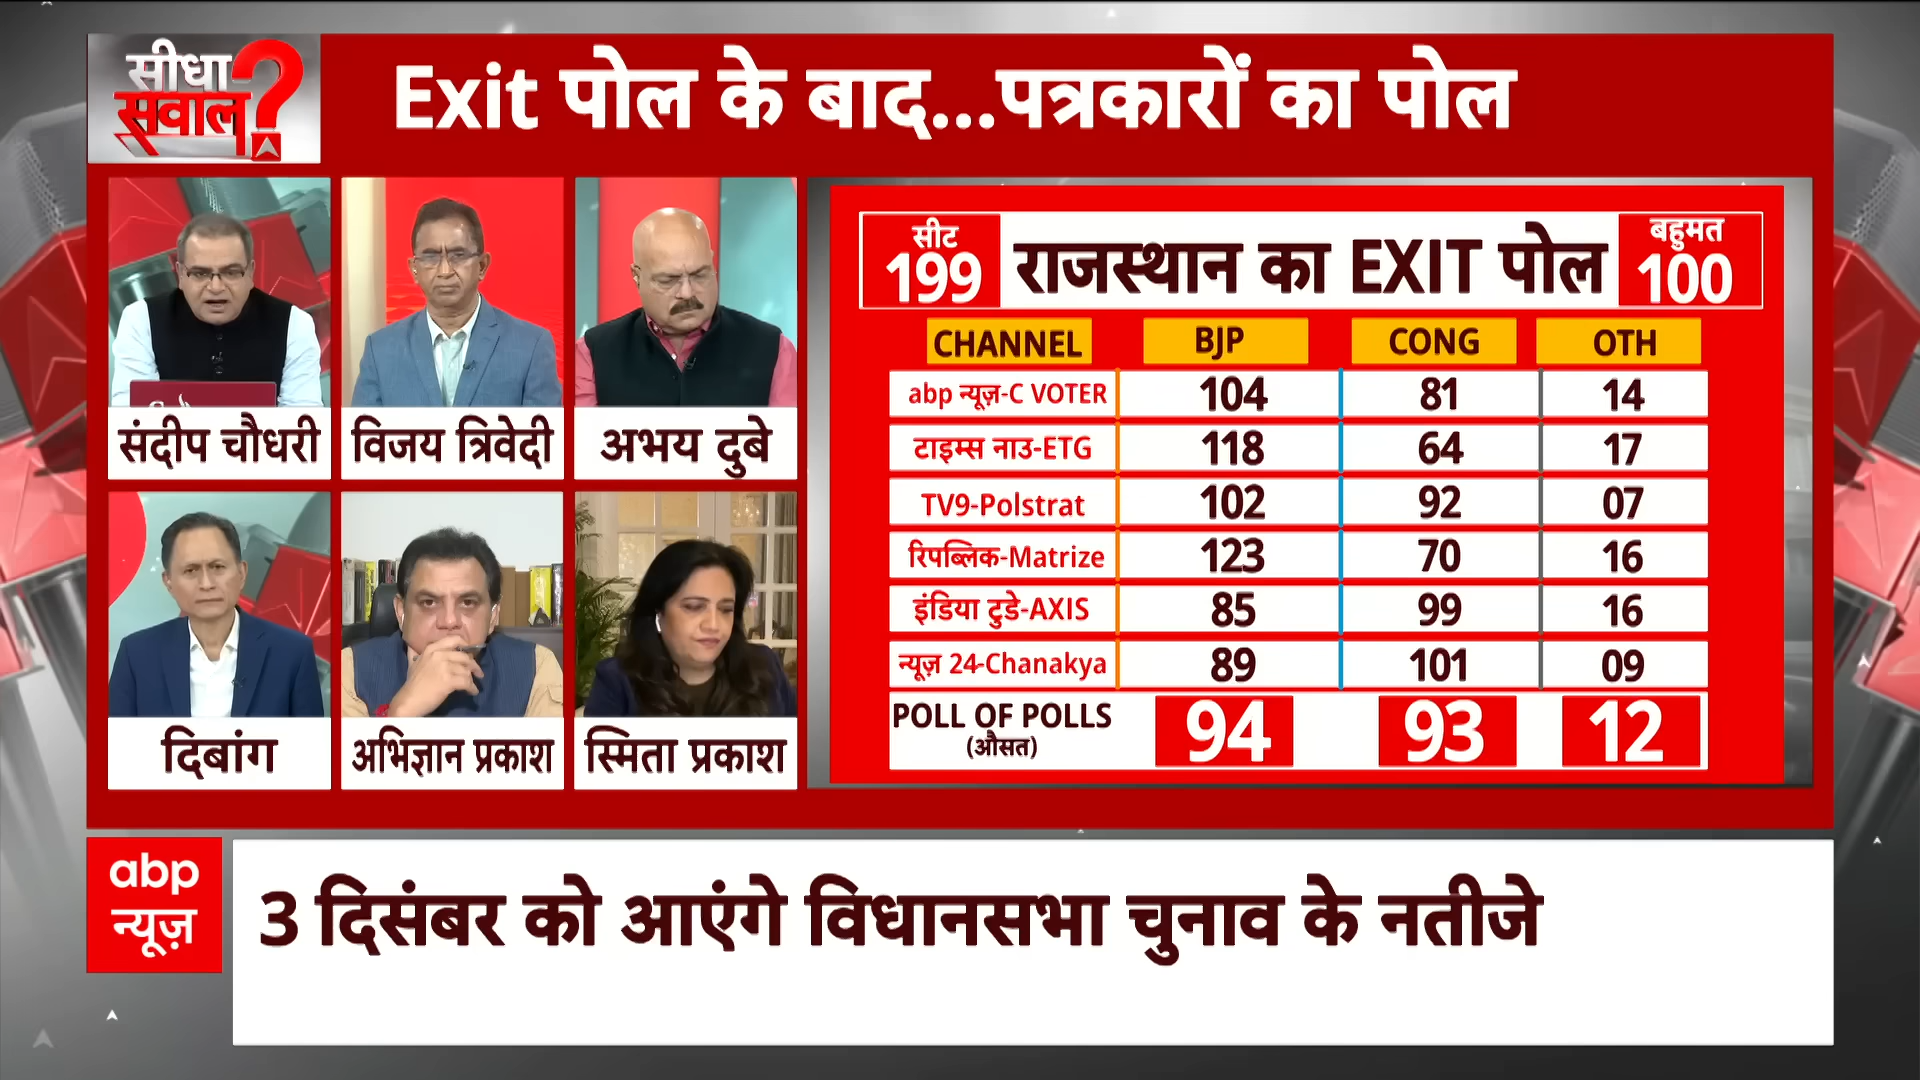 सीधा
सवाल?
Exit पोल के बाद...पत्रकारों का पोल
संदीप चौधरी
विजय त्रिवेदी
अभय दुबे
दिबांग
अभिज्ञान प्रकाश
स्मिता प्रकाश
सीट
199
राजस्थान का EXIT पोल
बहुमत
100
CHANNEL BJP CONG OTH
abp न्यूज़-C VOTER 104 81 14
टाइम्स नाउ-ETG 118 64 17
TV9-Polstrat 102 92 07
रिपब्लिक-Matrize 123 70 16
इंडिया टुडे-AXIS 85 99 16
न्यूज़ 24-Chanakya 89 101 09
POLL OF POLLS 94 93 12
(औसत)
abp
न्यूज़
3 दिसंबर को आएंगे विधानसभा चुनाव के नतीजे